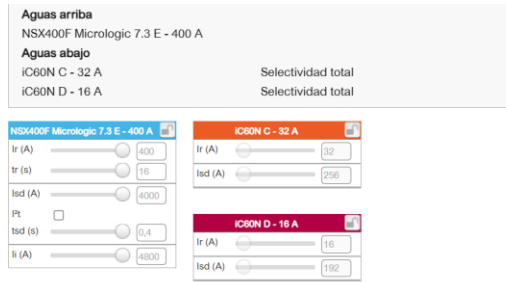 Aguas arriba
NSX400F Micrologic 7.3 E - 400 A
Aguas abajo
iC60N C - 32 A Selectividad total
iC60N D - 16 A Selectividad total
NSX400F Micrologic 7.3 E - 400 A
Ir (A) 400
tr (s) 16
Isd (A) 4000
I²t
tsd (s) 0,4
Ii (A) 4800
iC60N C - 32 A
Ir (A) 32
Isd (A) 256
iC60N D - 16 A
Ir (A) 16
Isd (A) 192